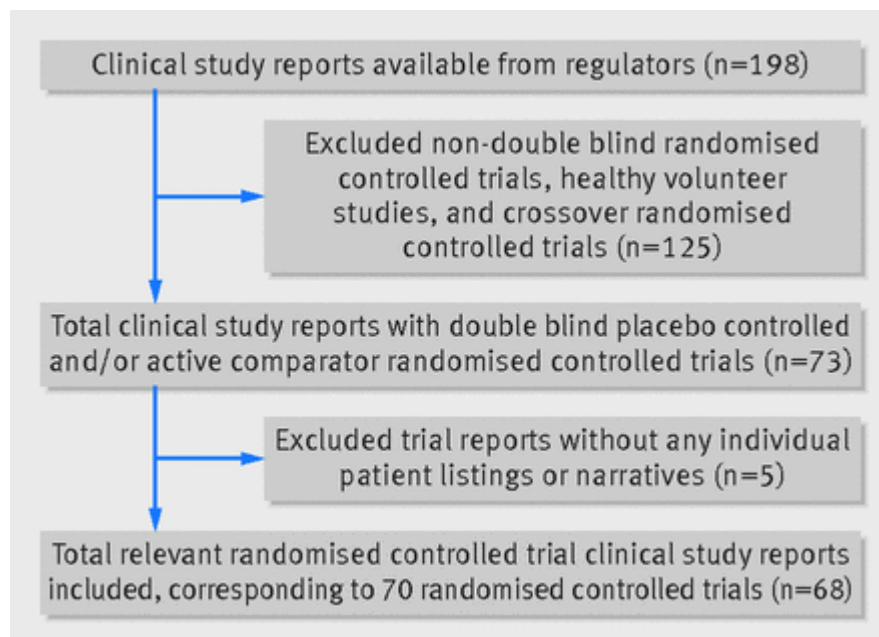 Clinical study reports available from regulators (n=198)
Excluded non-double blind randomised
controlled trials, healthy volunteer
studies, and crossover randomised
controlled trials (n=125)
Total clinical study reports with double blind placebo controlled
and/or active comparator randomised controlled trials (n=73)
Excluded trial reports without any individual
patient listings or narratives (n=5)
Total relevant randomised controlled trial clinical study reports
included, corresponding to 70 randomised controlled trials (n=68)